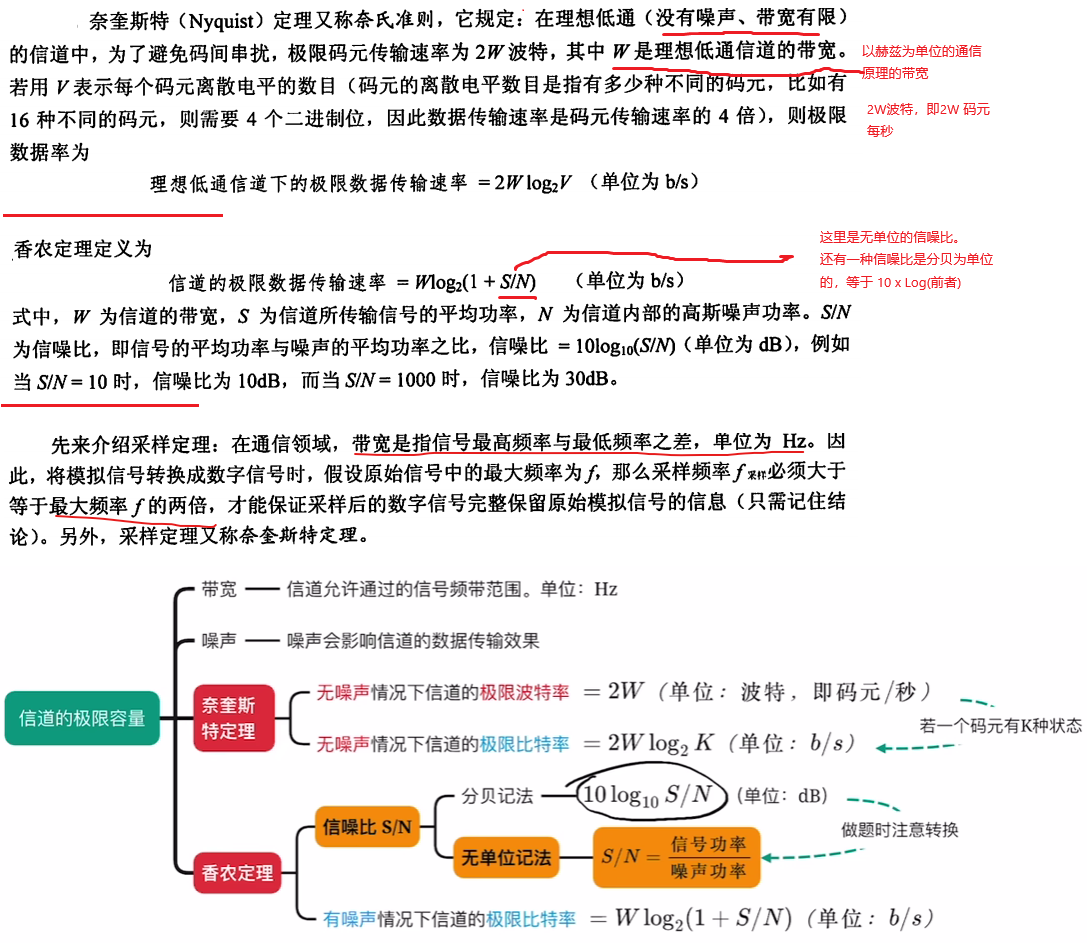 奈奎斯特（Nyquist）定理又称奈氏准则，它规定：在理想低通（没有噪声、带宽有限）
的信道中，为了避免码间串扰，极限码元传输速率为 2W 波特，其中 W 是理想低通信道的带宽。
若用 V 表示每个码元离散电平的数目（码元的离散电平数目是指有多少种不同的码元，比如有
16 种不同的码元，则需要 4 个二进制位，因此数据传输速率是码元传输速率的 4 倍），则极限
数据率为
理想低通信道下的极限数据传输速率 = 2W log₂V （单位为 b/s）
以赫兹为单位的通信
原理的带宽
2W波特，即2W 码元
每秒
香农定理定义为
信道的极限数据传输速率 = Wlog₂(1 + S/N) （单位为 b/s）
这里是无单位的信噪比。
还有一种信噪比是分贝为单位
的，等于 10 x Log(前者)
式中，W 为信道的带宽，S 为信道所传输信号的平均功率，N 为信道内部的高斯噪声功率。S/N
为信噪比，即信号的平均功率与噪声的平均功率之比，信噪比 = 10log₁₀(S/N)（单位为 dB），例如
当 S/N = 10 时，信噪比为 10dB，而当 S/N = 1000 时，信噪比为 30dB。
先来介绍采样定理：在通信领域，带宽是指信号最高频率与最低频率之差，单位为 Hz。因
此，将模拟信号转换成数字信号时，假设原始信号中的最大频率为 f，那么采样频率 f采样必须大于
等于最大频率 f 的两倍，才能保证采样后的数字信号完整保留原始模拟信号的信息（只需记住结
论）。另外，采样定理又称奈奎斯特定理。
信道的极限容量
带宽
信道允许通过的信号频带范围。单位：Hz
噪声
噪声会影响信道的数据传输效果
奈奎斯
特定理
无噪声情况下信道的极限波特率 = 2W（单位：波特，即码元/秒）
若一个码元有K种状态
无噪声情况下信道的极限比特率 = 2W log₂ K（单位：b/s）
香农定理
信噪比 S/N
分贝记法
10 log₁₀ S/N（单位：dB）
做题时注意转换
无单位记法
S/N = 信号功率
噪声功率
有噪声情况下信道的极限比特率 = W log₂(1 + S/N)（单位：b/s）